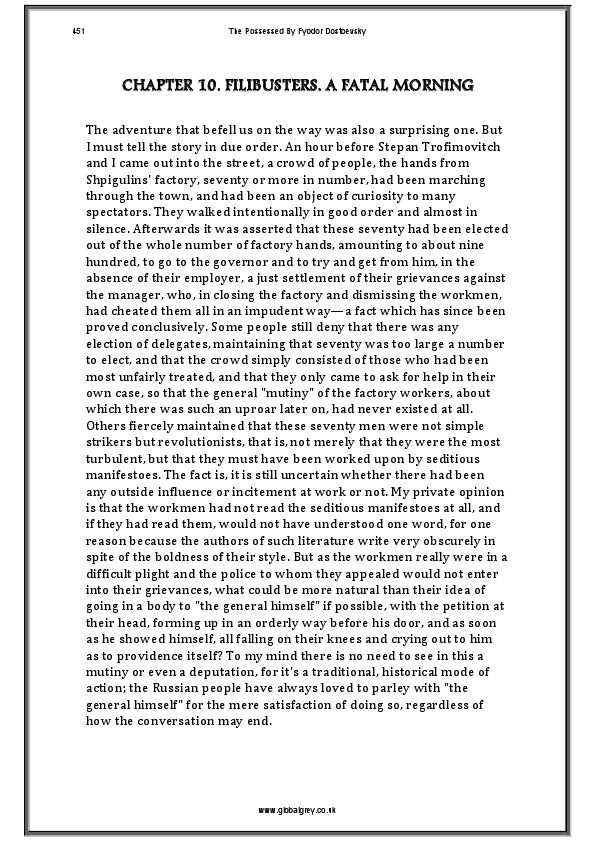 451
The Possessed By Fyodor Dostoevsky
CHAPTER 10. FILIBUSTERS. A FATAL MORNING
The adventure that befell us on the way was also a surprising one. But
I must tell the story in due order. An hour before Stepan Trofimovitch
and I came out into the street, a crowd of people, the hands from
Shpigulins' factory, seventy or more in number, had been marching
through the town, and had been an object of curiosity to many
spectators. They walked intentionally in good order and almost in
silence. Afterwards it was asserted that these seventy had been elected
out of the whole number of factory hands, amounting to about nine
hundred, to go to the governor and to try and get from him, in the
absence of their employer, a just settlement of their grievances against
the manager, who, in closing the factory and dismissing the workmen,
had cheated them all in an impudent way—a fact which has since been
proved conclusively. Some people still deny that there was any
election of delegates, maintaining that seventy was too large a number
to elect, and that the crowd simply consisted of those who had been
most unfairly treated, and that they only came to ask for help in their
own case, so that the general "mutiny" of the factory workers, about
which there was such an uproar later on, had never existed at all.
Others fiercely maintained that these seventy men were not simple
strikers but revolutionists, that is, not merely that they were the most
turbulent, but that they must have been worked upon by seditious
manifestoes. The fact is, it is still uncertain whether there had been
any outside influence or incitement at work or not. My private opinion
is that the workmen had not read the seditious manifestoes at all, and
if they had read them, would not have understood one word, for one
reason because the authors of such literature write very obscurely in
spite of the boldness of their style. But as the workmen really were in a
difficult plight and the police to whom they appealed would not enter
into their grievances, what could be more natural than their idea of
going in a body to "the general himself" if possible, with the petition at
their head, forming up in an orderly way before his door, and as soon
as he showed himself, all falling on their knees and crying out to him
as to providence itself? To my mind there is no need to see in this a
mutiny or even a deputation, for it's a traditional, historical mode of
action; the Russian people have always loved to parley with "the
general himself" for the mere satisfaction of doing so, regardless of
how the conversation may end.
www.globalgrey.co.uk